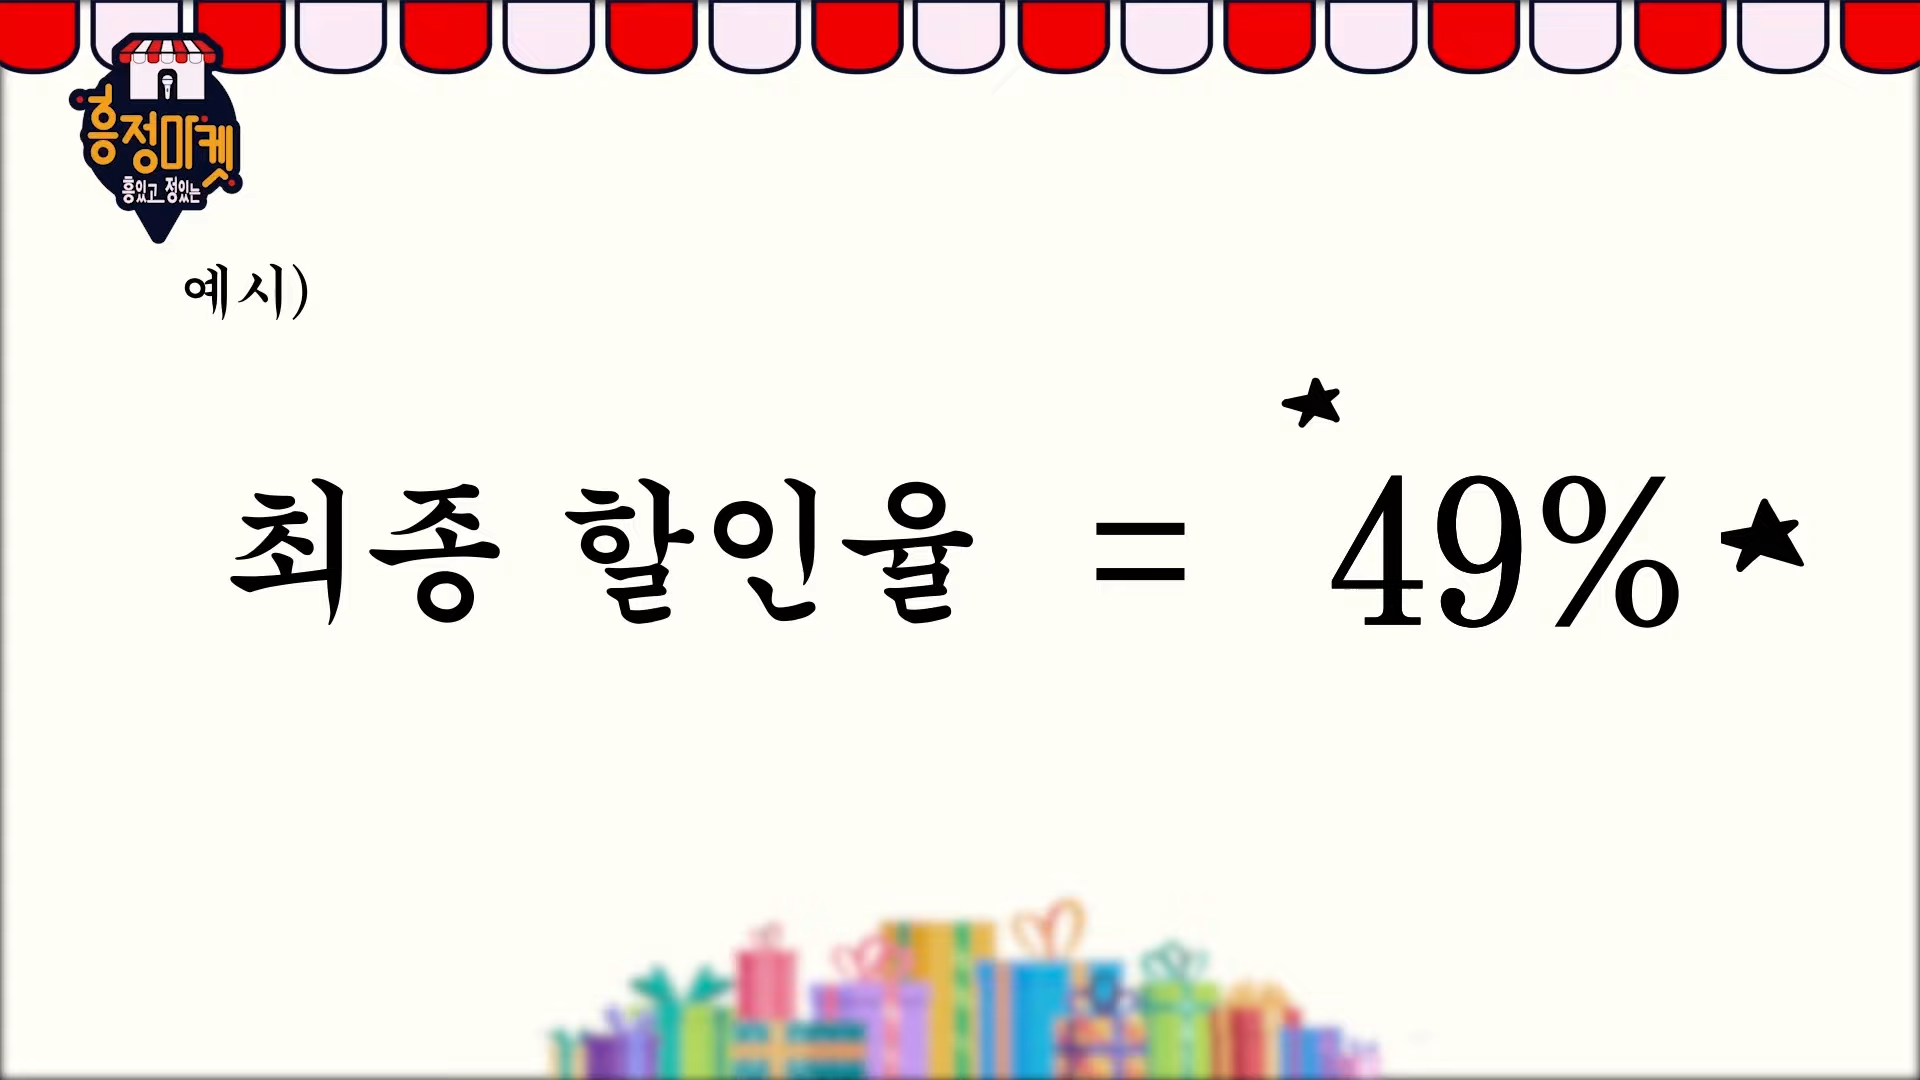 흥정마켓
흥있고 정있는
예시)
최종 할인율 = 49%